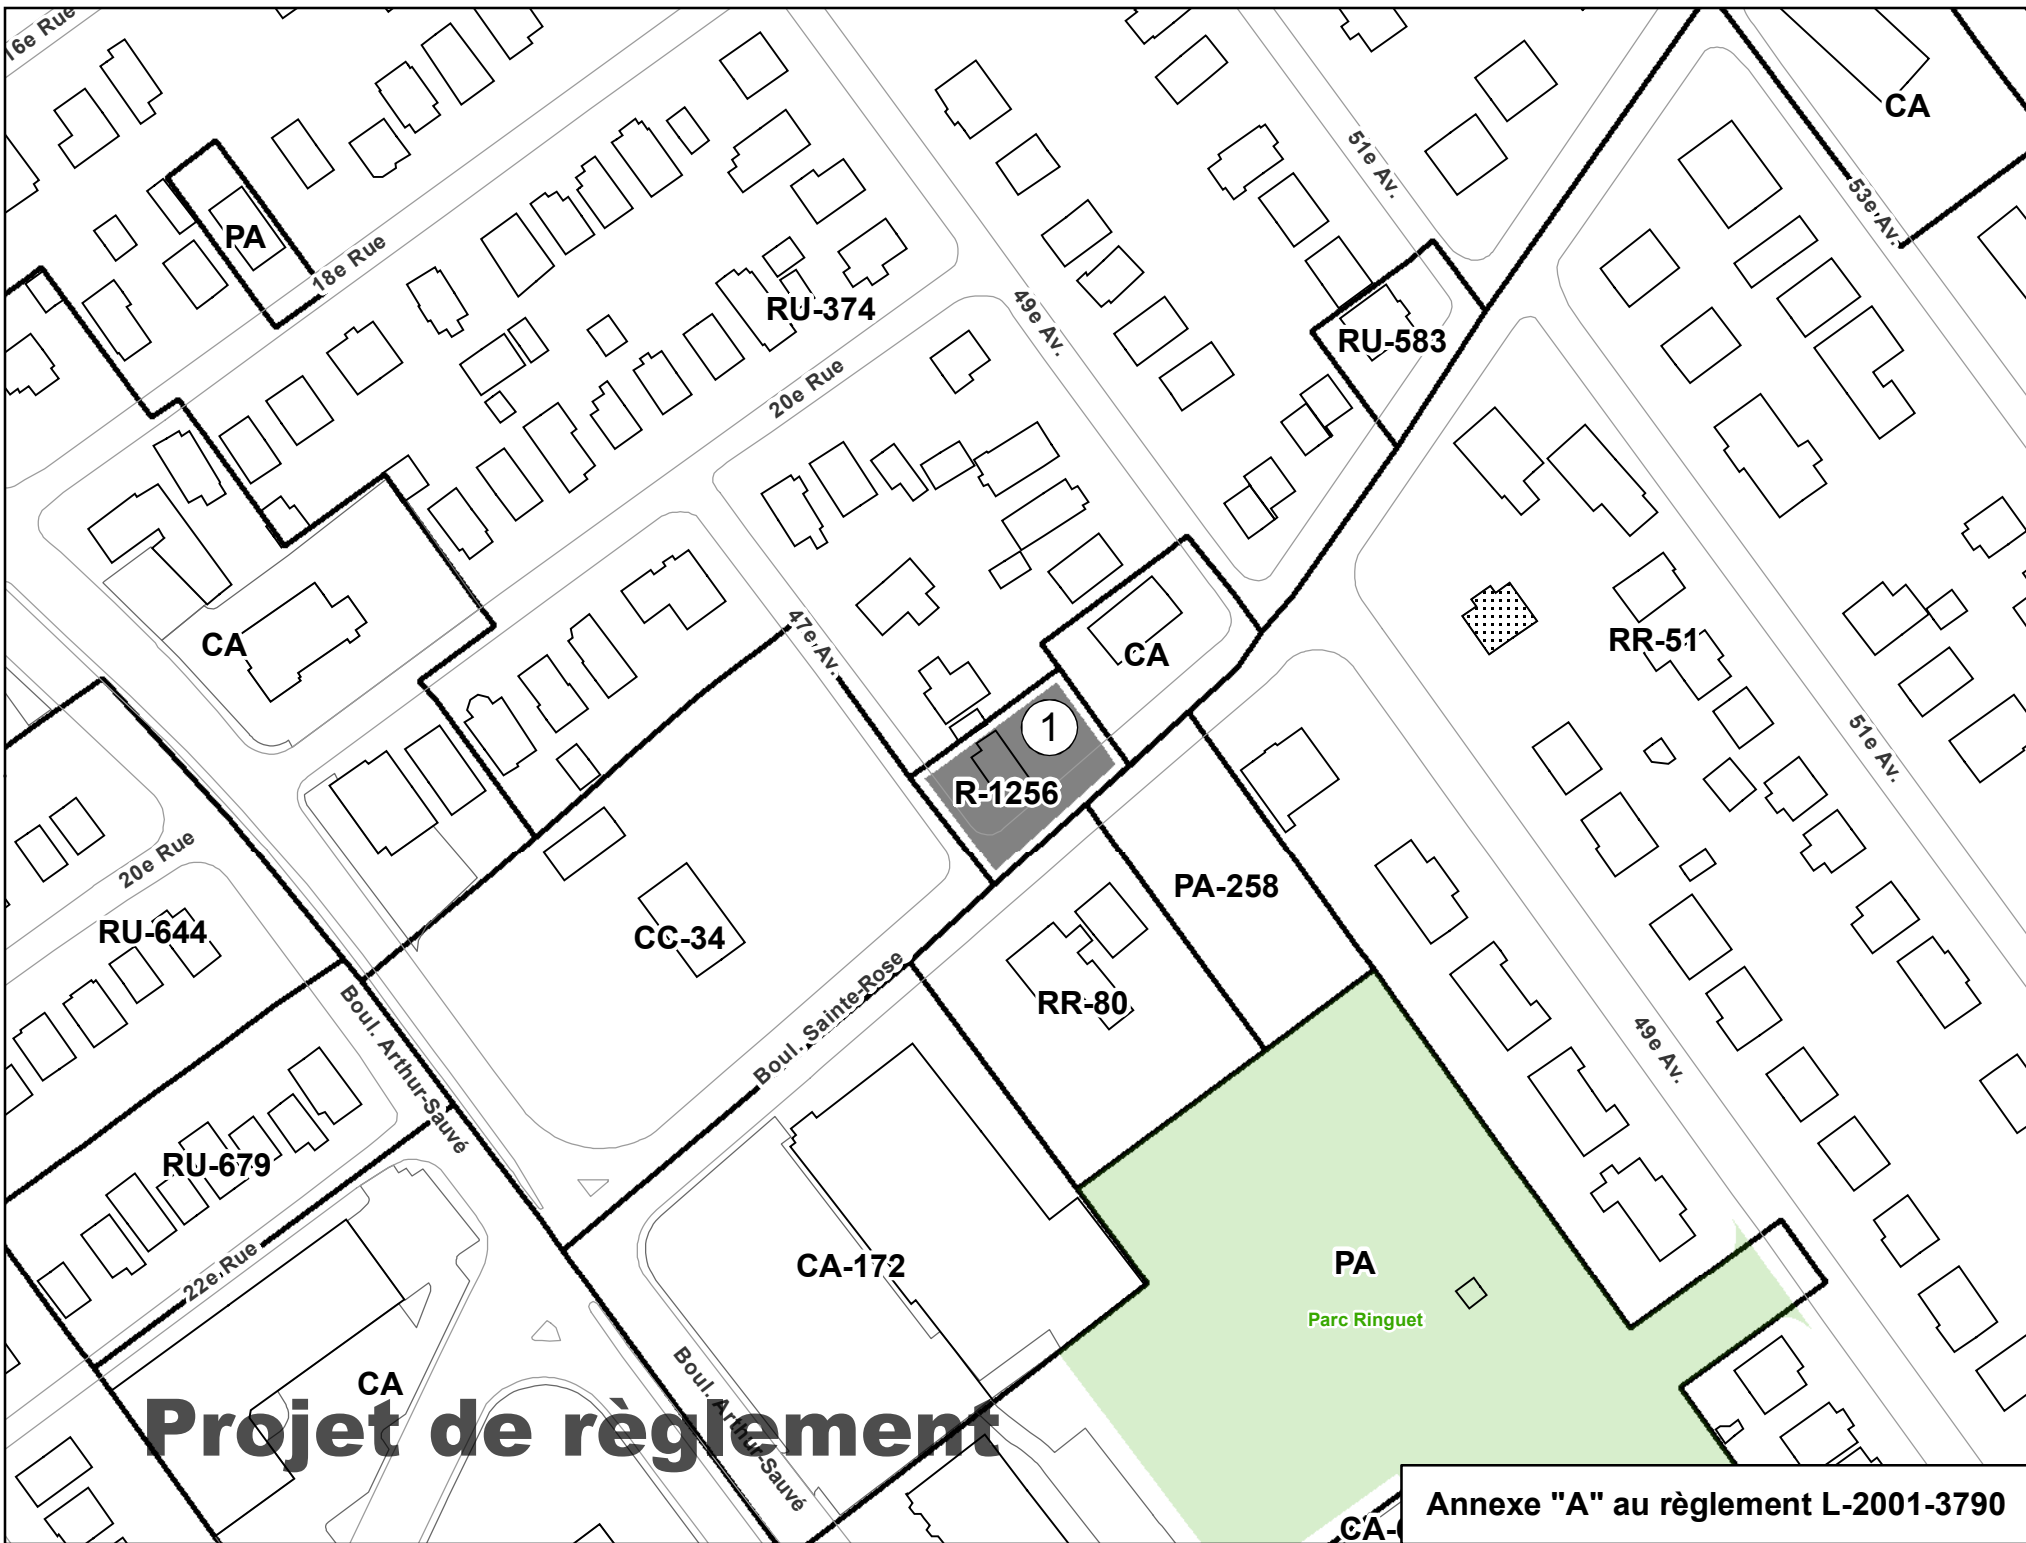 16e Rue
CA
51e Av.
53e Av.
PA
18e Rue
RU-374
49e Av.
RU-583
20e Rue
47e Av.
CA
CA
RR-51
1
R-1256
51e Av.
20e Rue
PA-258
RU-644
CC-34
Boul. Sainte-Rose
RR-80
Boul. Arthur-Sauvé
49e Av.
RU-679
22e Rue
CA-172
PA
Parc Ringuet
CA
Boul. Arthur-Sauvé
Projet de règlement
Annexe "A" au règlement L-2001-3790